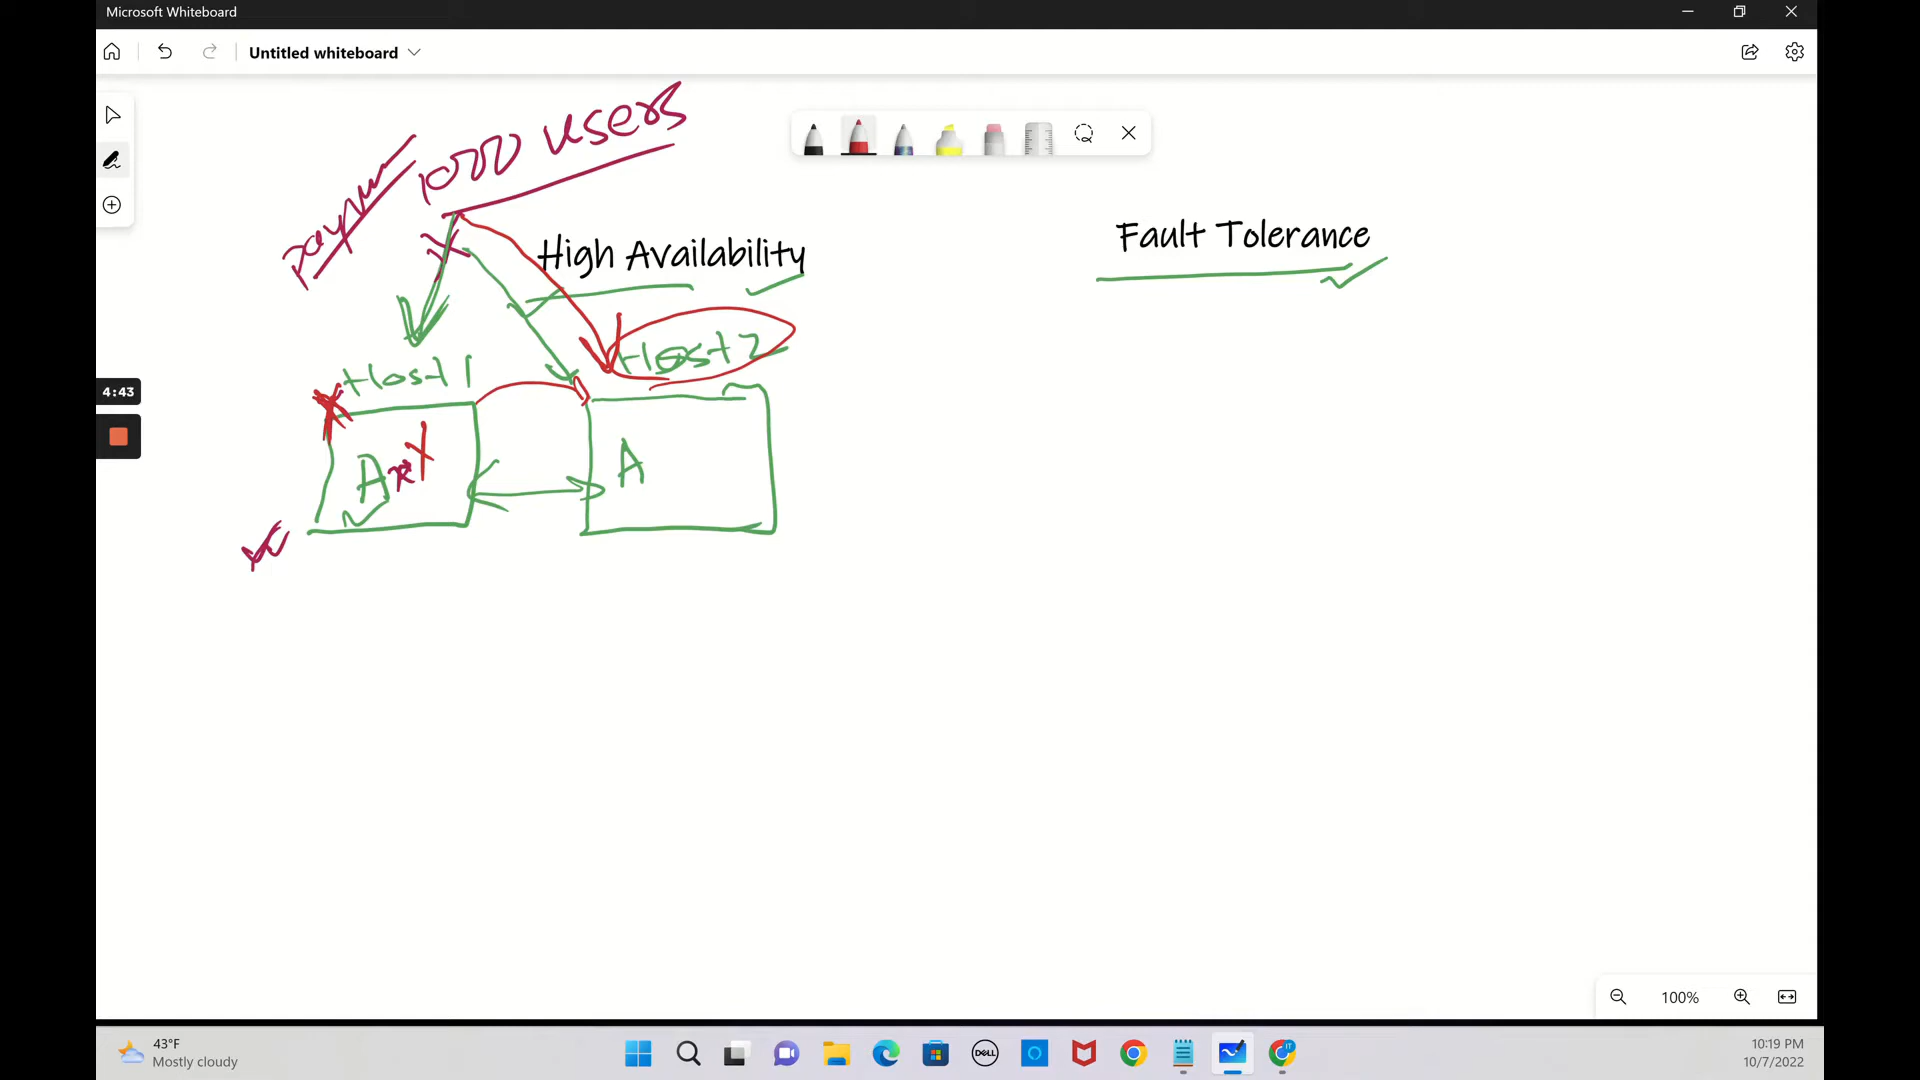 Microsoft Whiteboard
Untitled whiteboard
1000 users
High Availability
Fault Tolerance
Host 1
Host 2
4:43
A
A
100%
43°F
Mostly cloudy
DELL
10:19 PM
10/7/2022